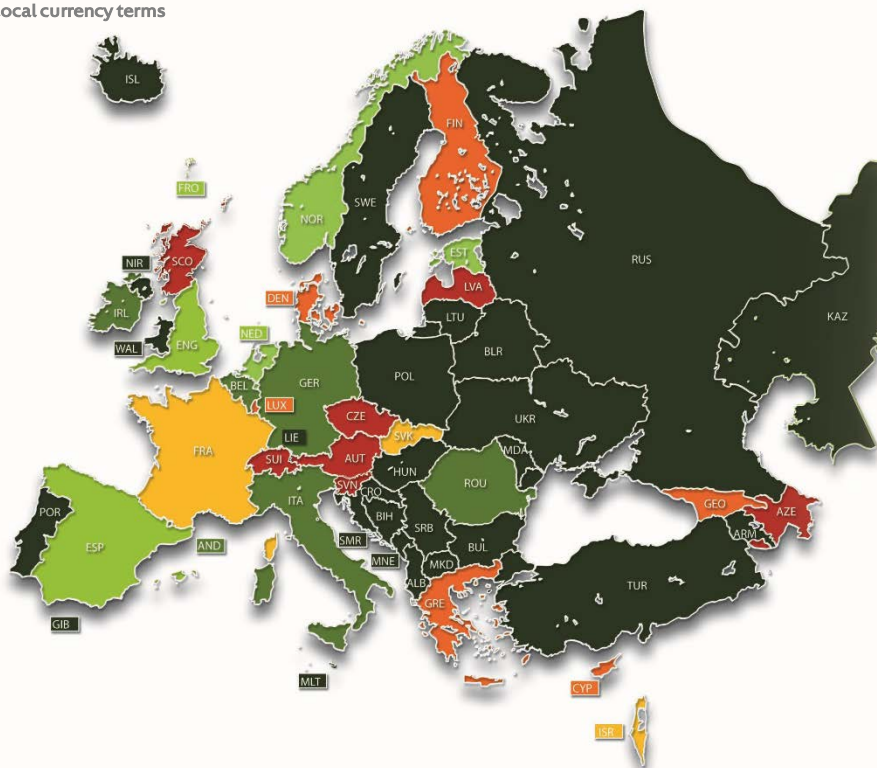 local currency terms
ISL
FRO
FIN
NOR
SWE
RUS
NIR
SCO
EST
IRL
DEN
LVA
LTU
KAZ
WAL
ENG
NED
BLR
BEL
GER
POL
LUX
CZE
UKR
LIE
SVK
FRA
SUI
AUT
MDA
HUN
SVN
CRO
ROU
ITA
POR
BIH
SRB
GEO
AZE
ESP
AND
SMR
BUL
ARM
MNE
MKD
ALB
TUR
GRE
GIB
MLT
CYP
ISR